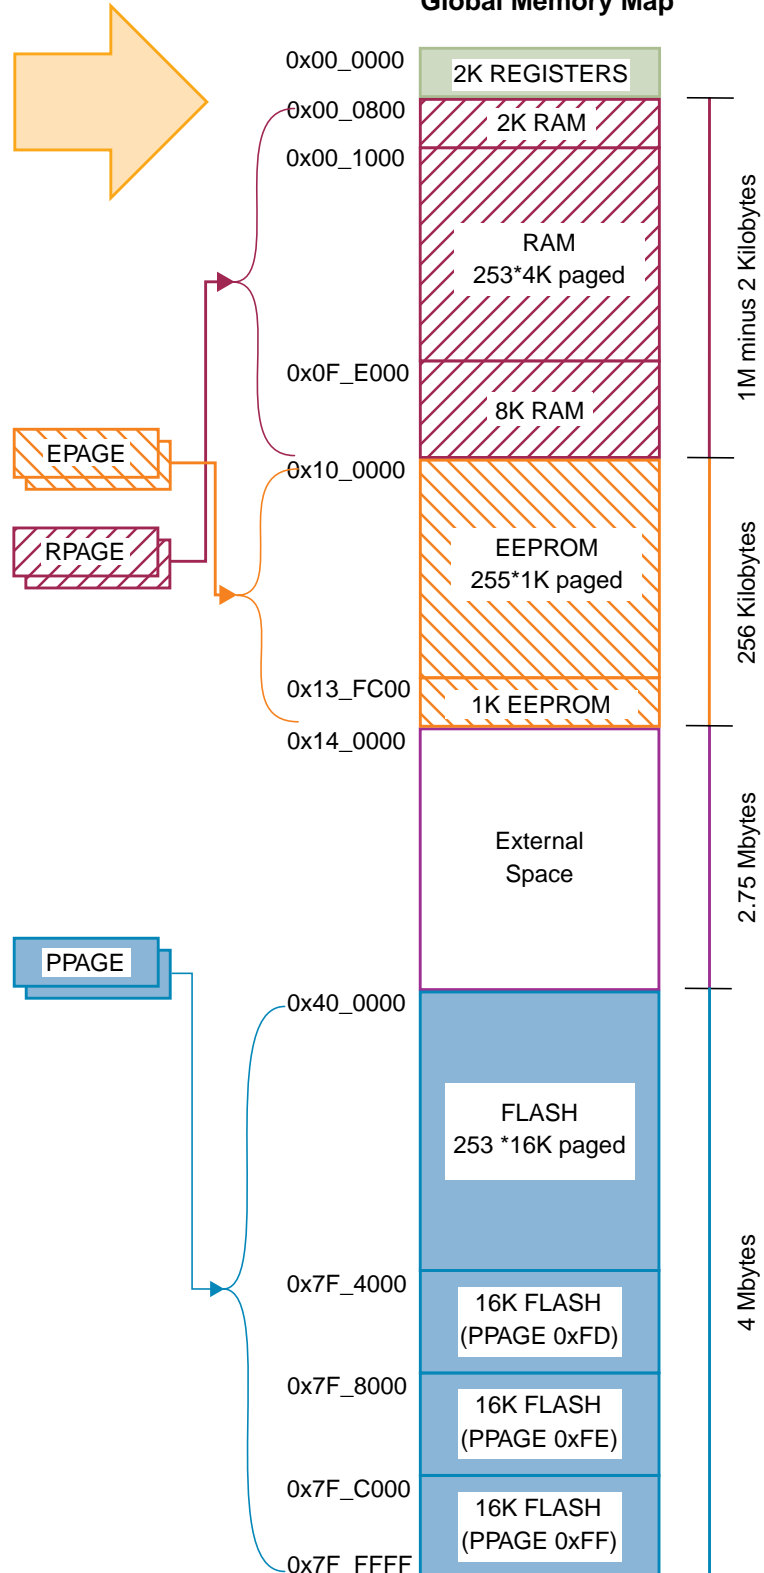 Global Memory Map
0x00_0000
2K REGISTERS
0x00_0800
2K RAM
0x00_1000
RAM
253*4K paged
1M minus 2 Kilobytes
0x0F_E000
8K RAM
EPAGE
0x10_0000
RPAGE
EEPROM
255*1K paged
256 Kilobytes
0x13_FC00
1K EEPROM
0x14_0000
External
Space
2.75 Mbytes
PPAGE
0x40_0000
FLASH
253 *16K paged
0x7F_4000
16K FLASH
(PPAGE 0xFD)
4 Mbytes
0x7F_8000
16K FLASH
(PPAGE 0xFE)
0x7F_C000
16K FLASH
(PPAGE 0xFF)
0x7F_FFFF